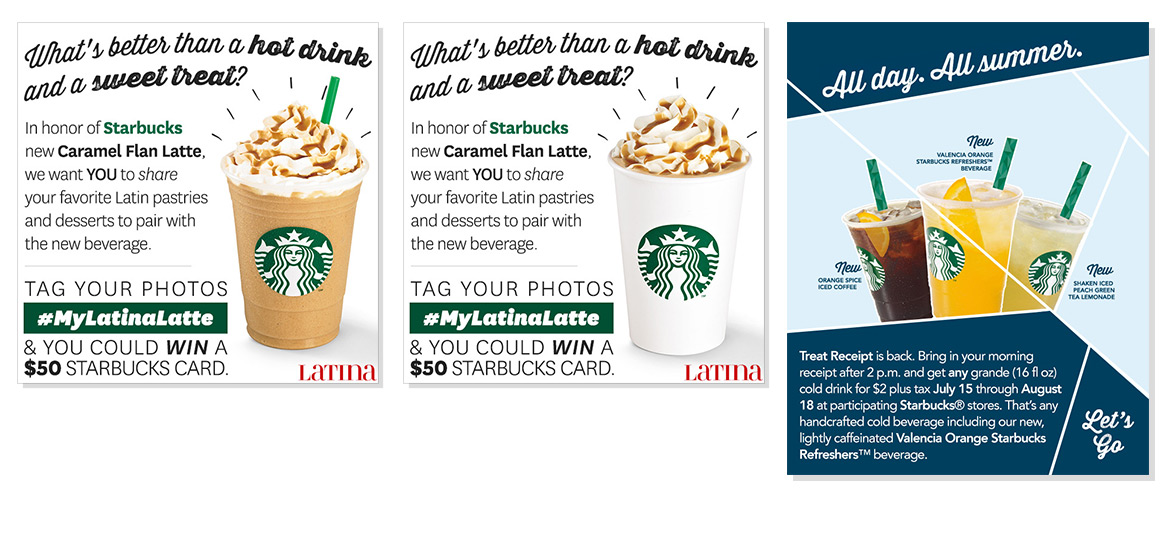 What's better than a hot drink
and a sweet treat?
In honor of Starbucks
new Caramel Flan Latte,
we want YOU to share
your favorite Latin pastries
and desserts to pair with
the new beverage.
TAG YOUR PHOTOS
#MyLatinaLatte
& YOU COULD WIN A
$50 STARBUCKS CARD.
LATINA
What's better than a hot drink
and a sweet treat?
In honor of Starbucks
new Caramel Flan Latte,
we want YOU to share
your favorite Latin pastries
and desserts to pair with
the new beverage.
TAG YOUR PHOTOS
#MyLatinaLatte
& YOU COULD WIN A
$50 STARBUCKS CARD.
LATINA
All day. All summer.
New
VALENCIA ORANGE
STARBUCKS REFRESHERS™
BEVERAGE
New
ORANGE SPICE
ICED COFFEE
New
SHAKEN ICED
PEACH GREEN
TEA LEMONADE
Treat Receipt is back. Bring in your morning
receipt after 2 p.m. and get any grande (16 fl oz)
cold drink for $2 plus tax July 15 through August
18 at participating Starbucks® stores. That's any
handcrafted cold beverage including our new,
lightly caffeinated Valencia Orange Starbucks
Refreshers™ beverage.
Let's
Go